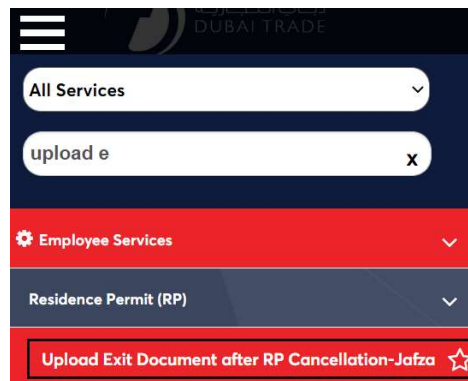 DUBAI TRADE
All Services
upload e
x
Employee Services
Residence Permit (RP)
Upload Exit Document after RP Cancellation-Jafza